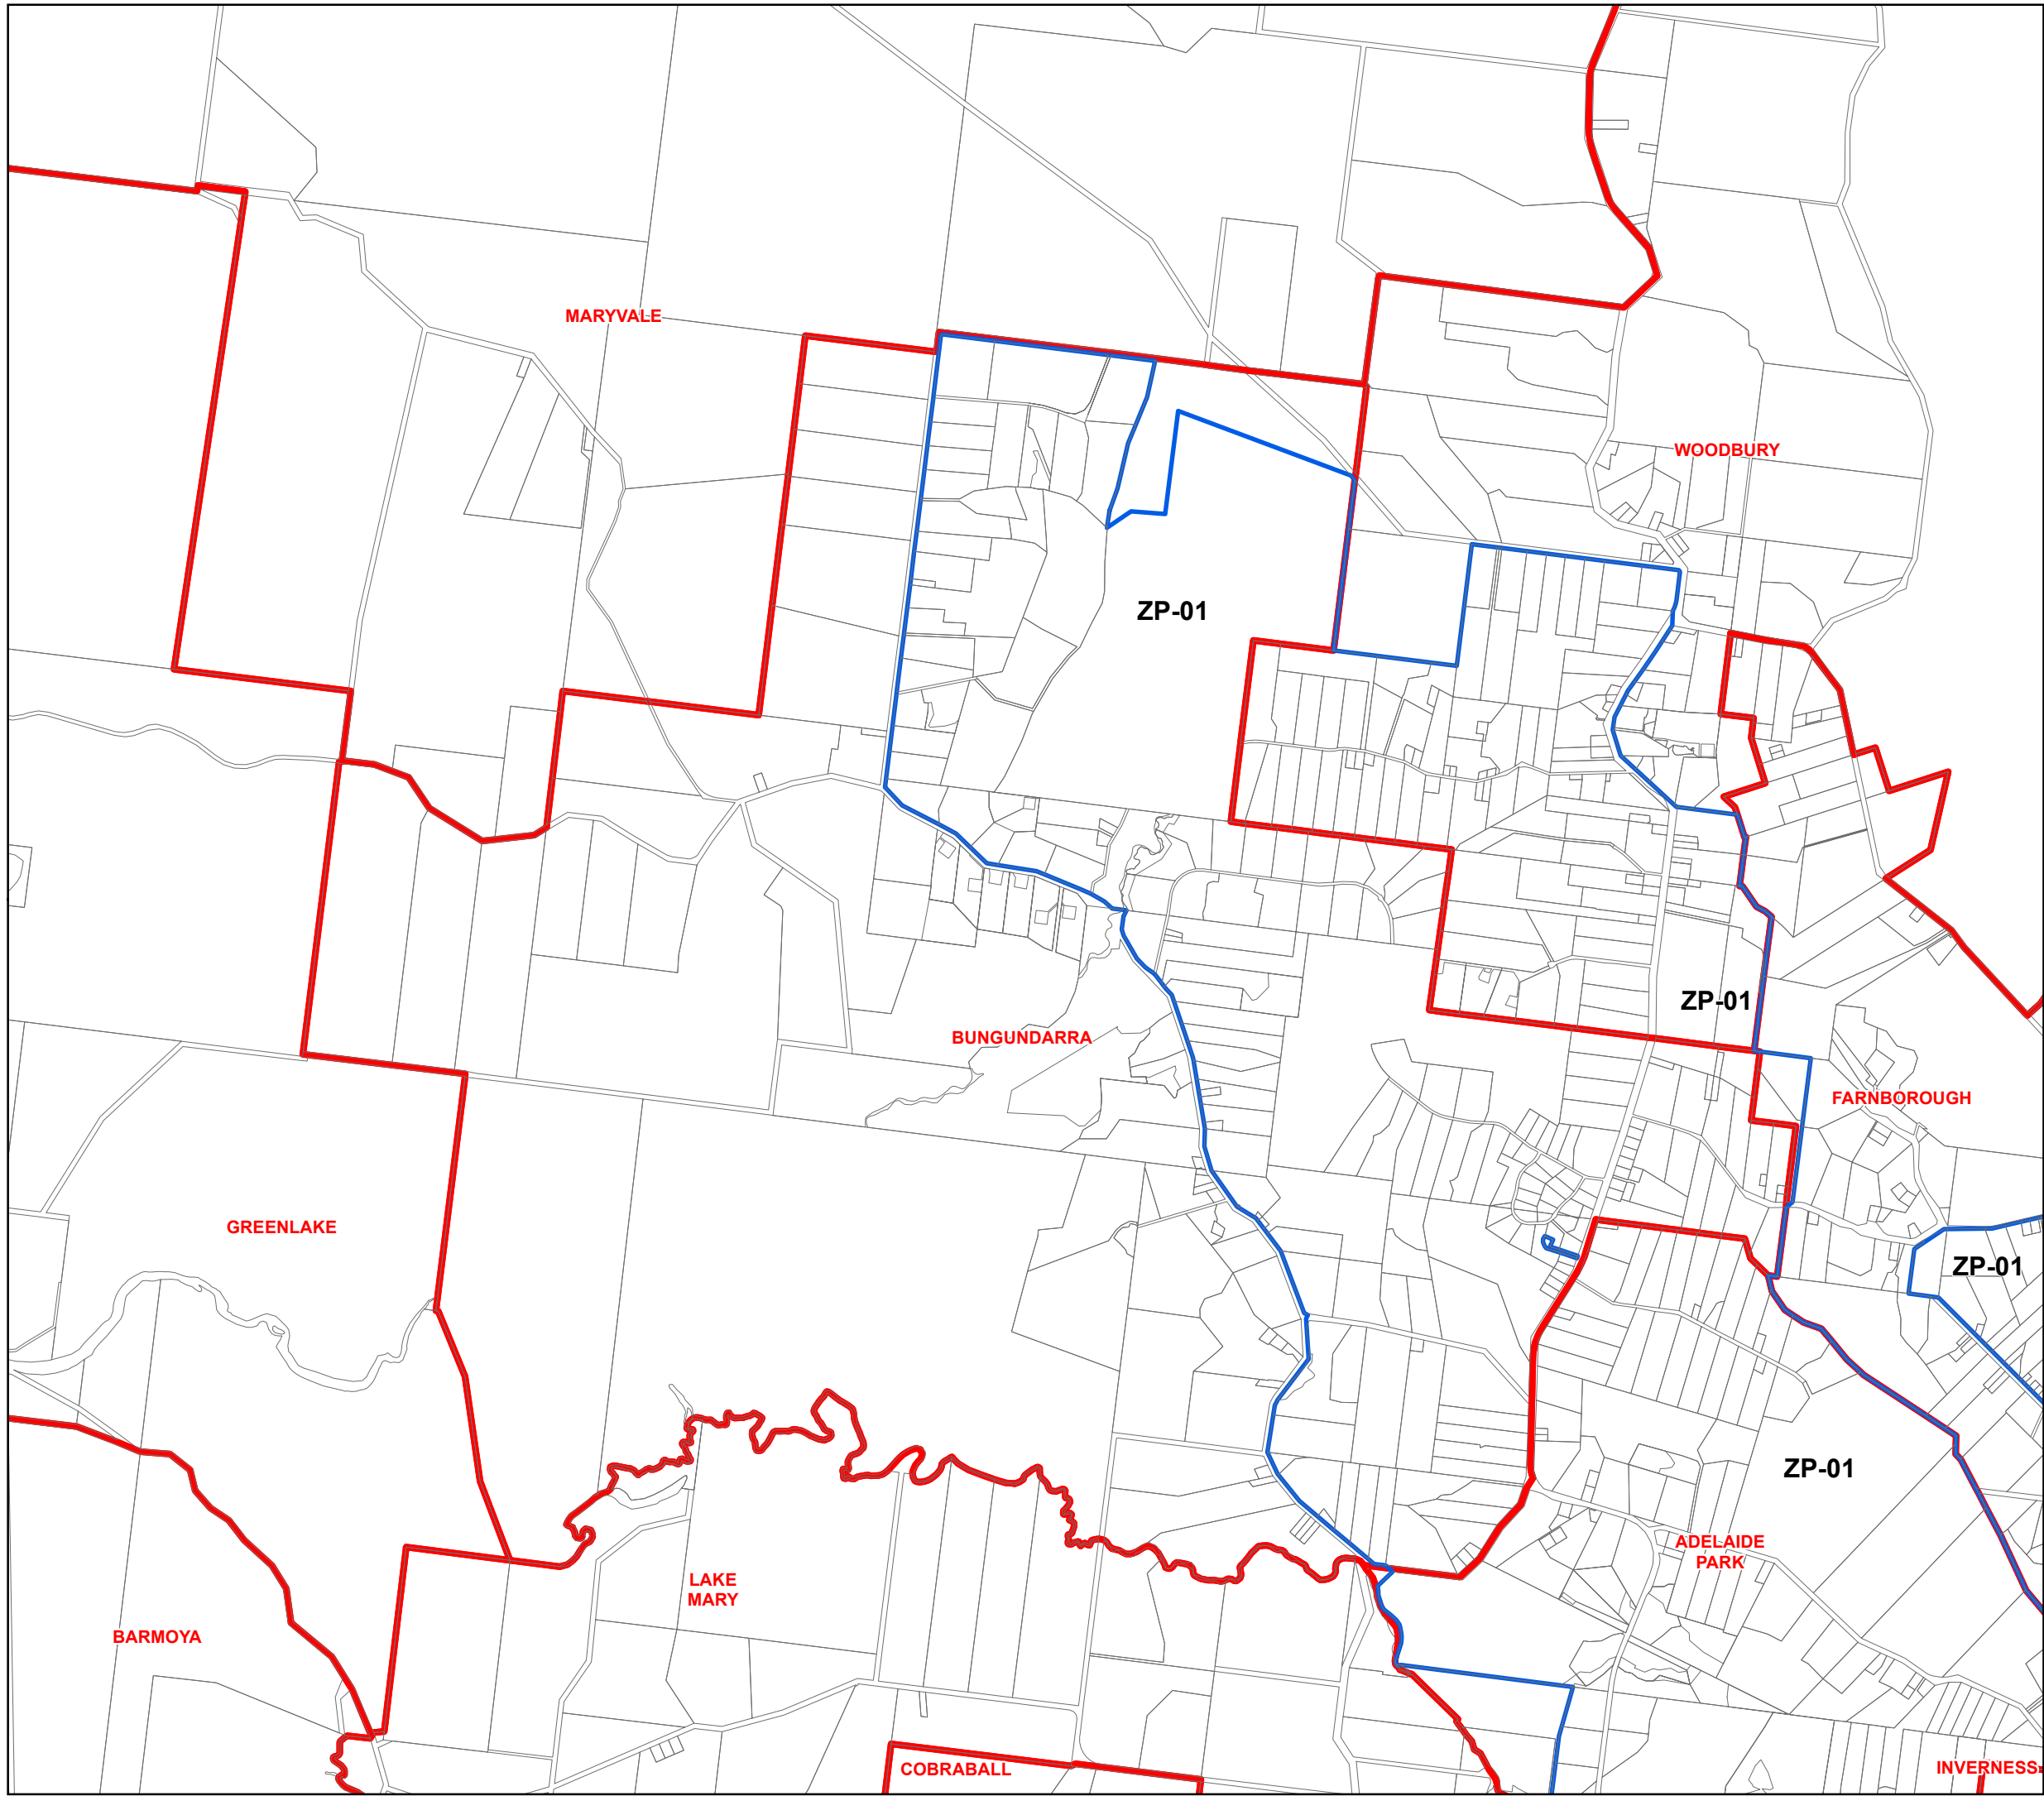 MARYVALE
WOODBURY
ZP-01
ZP-01
BUNGUNDARRA
FARNBOROUGH
GREENLAKE
ZP-01
ZP-01
ADELAIDE
PARK
LAKE
MARY
BARMOYA
COBRABALL
INVERNESS